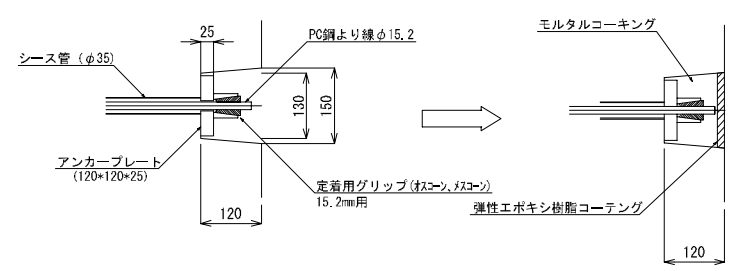 25
PC鋼より線φ15.2
シース管 (φ35)
130
150
アンカープレート
(120*120*25)
定着用グリップ(オスコーン、メスコーン)
15.2mm用
120
モルタルコーキング
弾性エポキシ樹脂コーテング
120